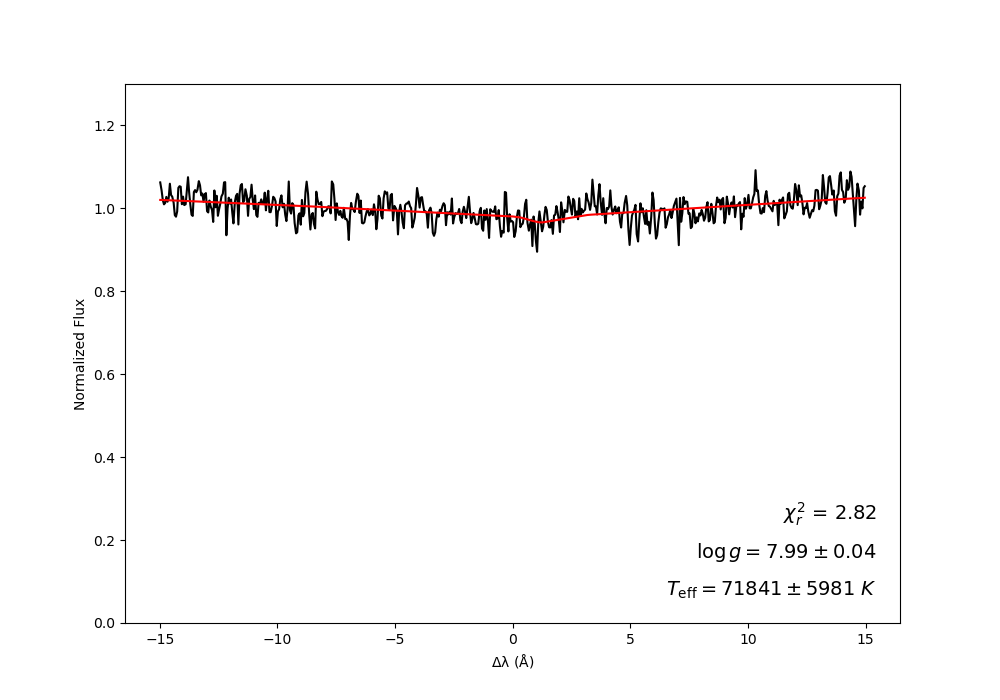 1.2
1.0
0.8
0.6
0.4
0.2
0.0
Normalized Flux
χ²ᵣ = 2.82
log g = 7.99 ± 0.04
T_eff = 71841 ± 5981 K
−15 −10 −5 0 5 10 15
Δλ (Å)